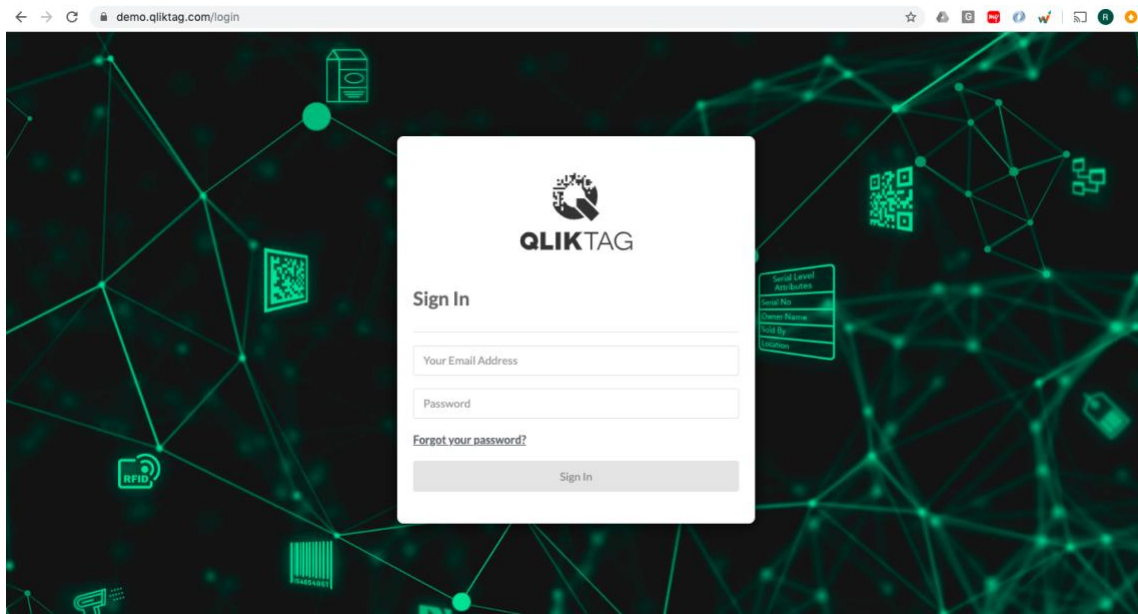 demo.qliktag.com/login
QLIKTAG
Sign In
Your Email Address
Password
Forgot your password?
Sign In
Serial Level
Attributes
Serial No
Owner Name
Sold By
Location
RFID